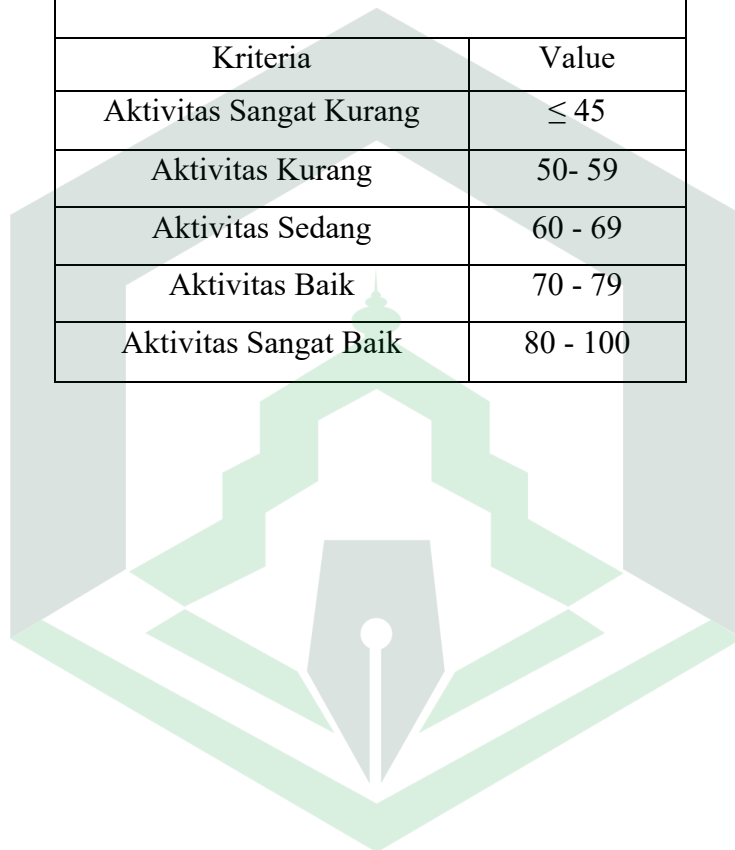 Kriteria Value
Aktivitas Sangat Kurang ≤ 45
Aktivitas Kurang 50- 59
Aktivitas Sedang 60 - 69
Aktivitas Baik 70 - 79
Aktivitas Sangat Baik 80 - 100